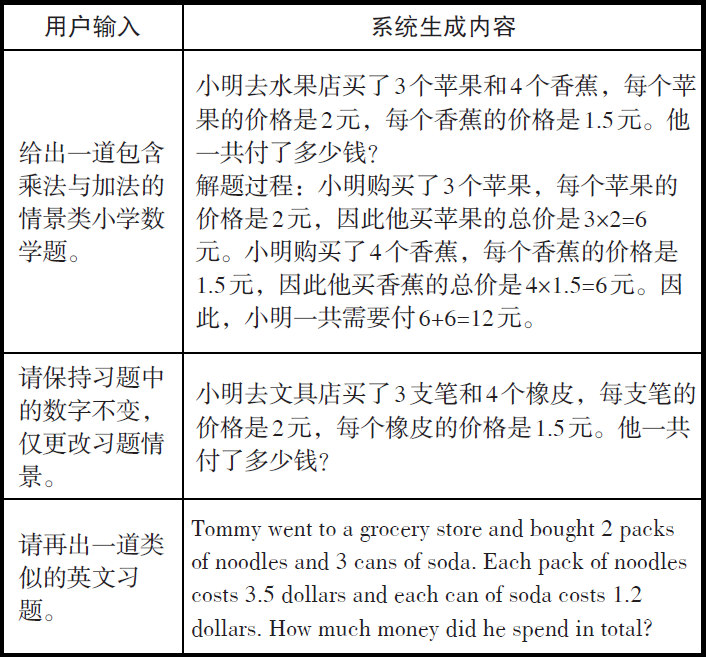 用户输入
系统生成内容
给出一道包含
乘法与加法的
情景类小学数
学题。
小明去水果店买了3个苹果和4个香蕉，每个苹
果的价格是2元，每个香蕉的价格是1.5元。他
一共付了多少钱？
解题过程：小明购买了3个苹果，每个苹果的
价格是2元，因此他买苹果的总价是3×2=6
元。小明购买了4个香蕉，每个香蕉的价格是
1.5元，因此他买香蕉的总价是4×1.5=6元。因
此，小明一共需要付6+6=12元。
请保持习题中
的数字不变，
仅更改习题情
景。
小明去文具店买了3支笔和4个橡皮，每支笔的
价格是2元，每个橡皮的价格是1.5元。他一共
付了多少钱？
请再出一道类
似的英文习
题。
Tommy went to a grocery store and bought 2 packs
of noodles and 3 cans of soda. Each pack of noodles
costs 3.5 dollars and each can of soda costs 1.2
dollars. How much money did he spend in total?